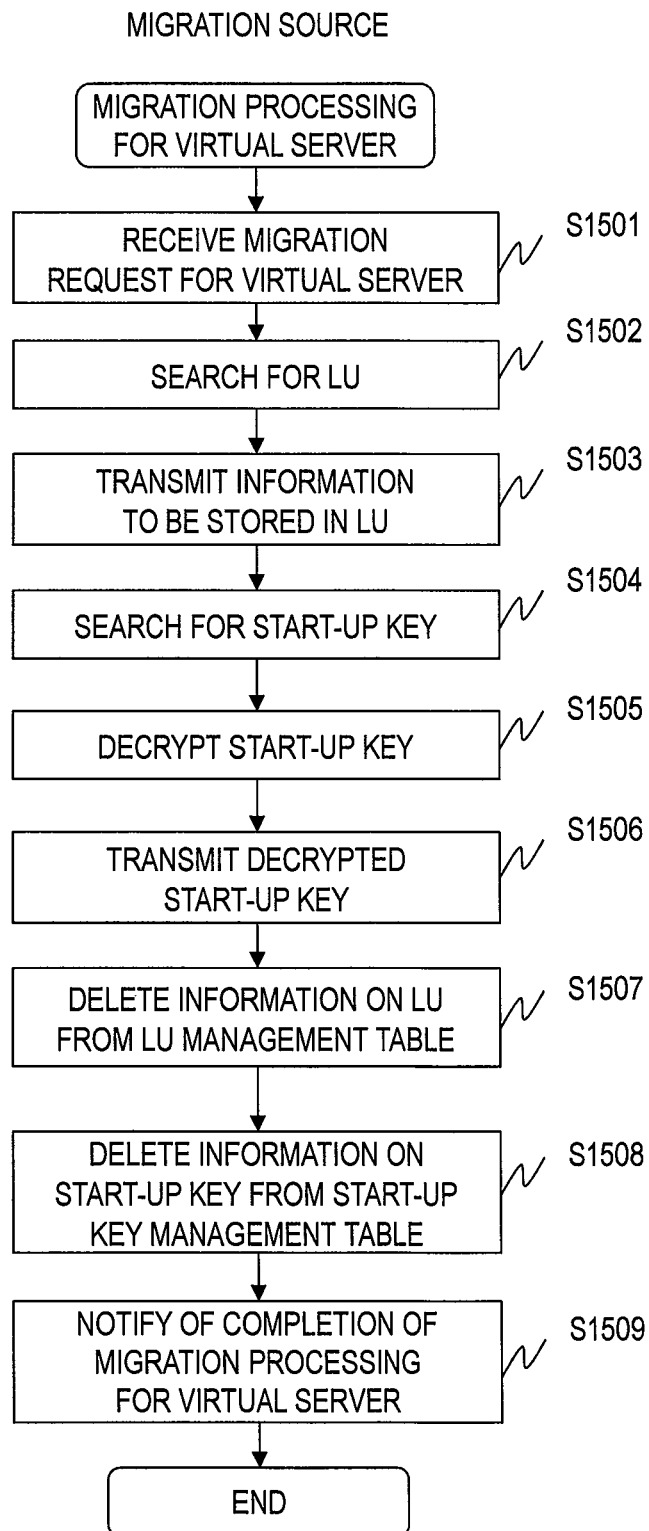 MIGRATION SOURCE
MIGRATION PROCESSING
FOR VIRTUAL SERVER
S1501
RECEIVE MIGRATION
REQUEST FOR VIRTUAL SERVER
S1502
SEARCH FOR LU
S1503
TRANSMIT INFORMATION
TO BE STORED IN LU
S1504
SEARCH FOR START-UP KEY
S1505
DECRYPT START-UP KEY
S1506
TRANSMIT DECRYPTED
START-UP KEY
S1507
DELETE INFORMATION ON LU
FROM LU MANAGEMENT TABLE
S1508
DELETE INFORMATION ON
START-UP KEY FROM START-UP
KEY MANAGEMENT TABLE
S1509
NOTIFY OF COMPLETION OF
MIGRATION PROCESSING
FOR VIRTUAL SERVER
END